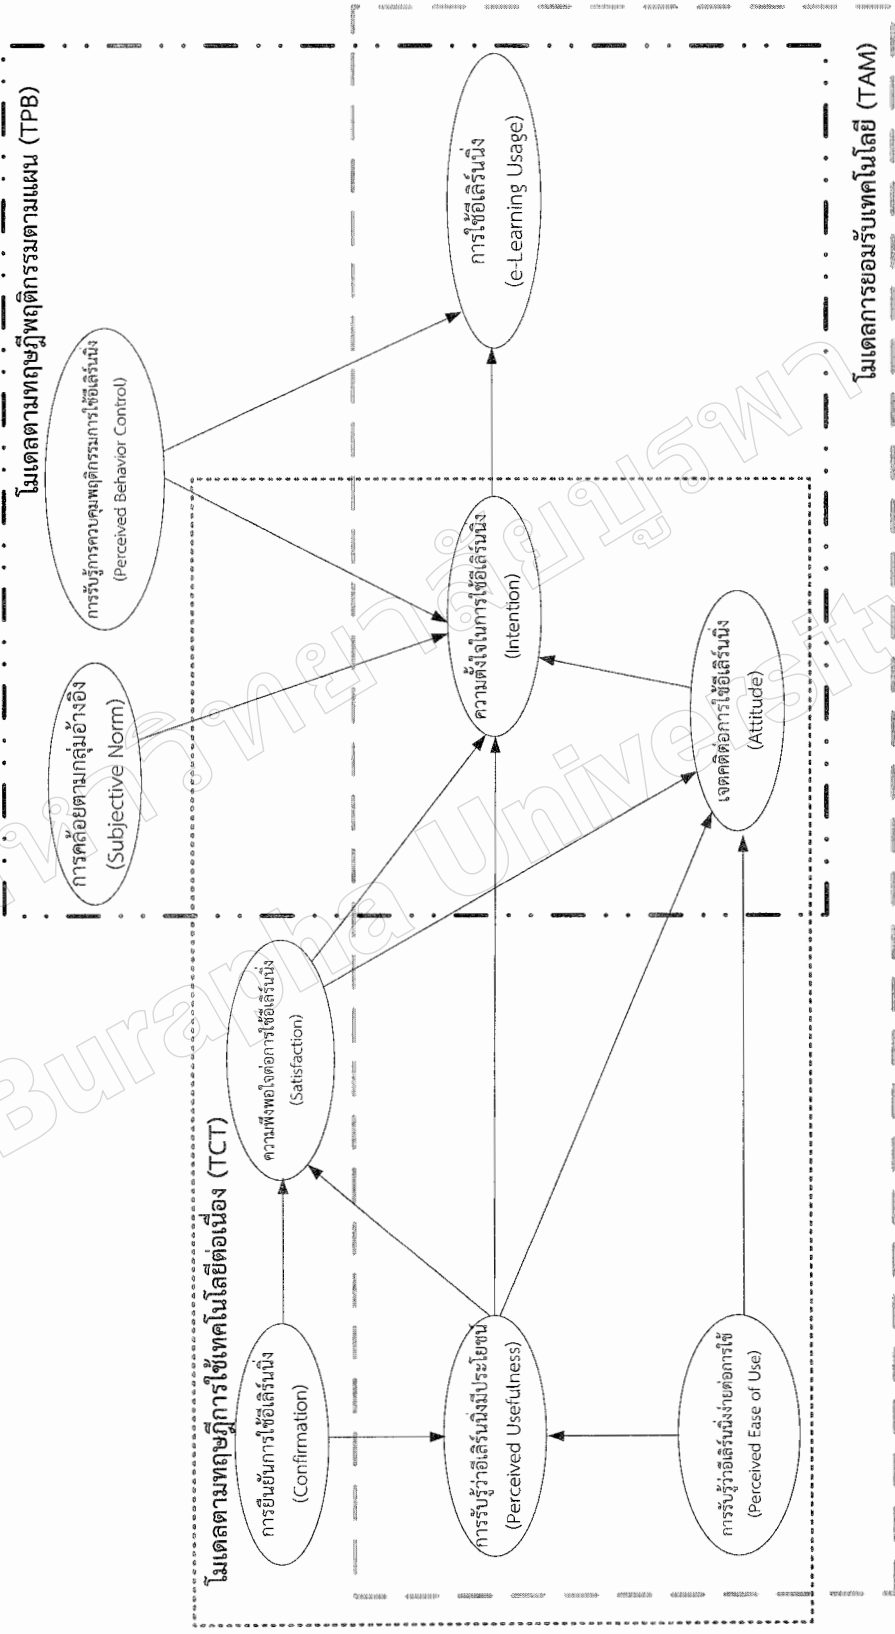 โมเดลตามทฤษฎีพฤติกรรมตามแผน (TPB)
การคล้อยตามกลุ่มอ้างอิง
(Subjective Norm)
การรับรู้การควบคุมพฤติกรรมการใช้อีเลิร์นนิ่ง
(Perceived Behavior Control)
โมเดลตามทฤษฎีการใช้เทคโนโลยีต่อเนื่อง (TCT)
การยืนยันการใช้อีเลิร์นนิ่ง
(Confirmation)
ความพึงพอใจต่อการใช้อีเลิร์นนิ่ง
(Satisfaction)
การรับรู้ว่าอีเลิร์นนิ่งมีประโยชน์
(Perceived Usefulness)
ความตั้งใจในการใช้อีเลิร์นนิ่ง
(Intention)
การใช้อีเลิร์นนิ่ง
(e-Learning Usage)
การรับรู้ว่าอีเลิร์นนิ่งง่ายต่อการใช้
(Perceived Ease of Use)
เจตคติต่อการใช้อีเลิร์นนิ่ง
(Attitude)
โมเดลการยอมรับเทคโนโลยี (TAM)
มหาวิทยาลัยบูรพา
Burapha University